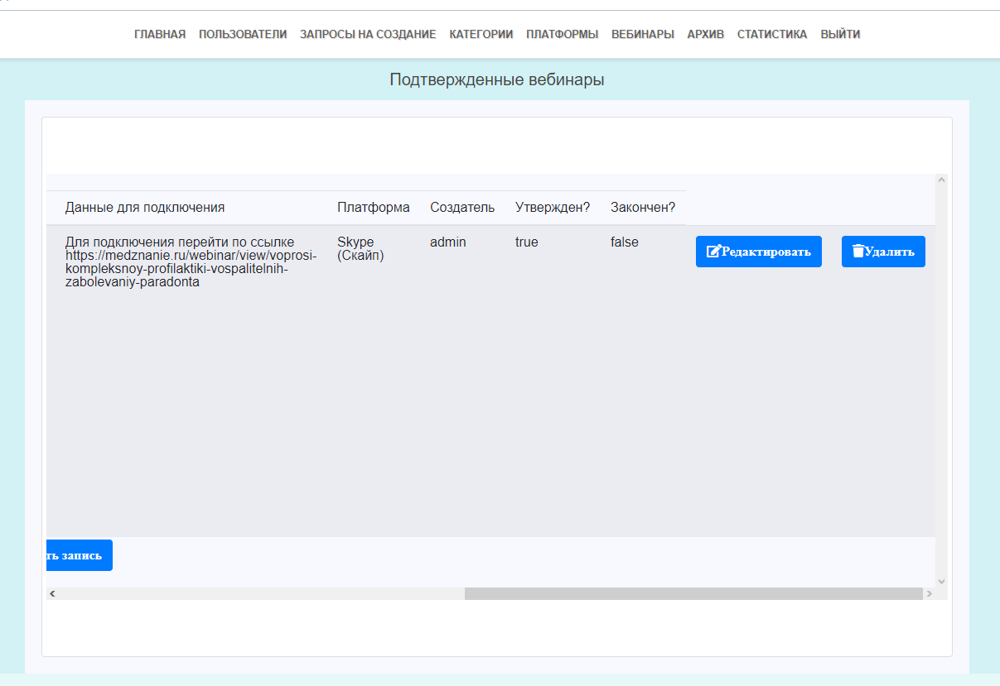 ГЛАВНАЯ ПОЛЬЗОВАТЕЛИ ЗАПРОСЫ НА СОЗДАНИЕ КАТЕГОРИИ ПЛАТФОРМЫ ВЕБИНАРЫ АРХИВ СТАТИСТИКА ВЫЙТИ
Подтвержденные вебинары
Данные для подключения Платформа Создатель Утвержден? Закончен?
Для подключения перейти по ссылке Skype admin true false Редактировать Удалить
https://medznanie.ru/webinar/view/voprosi- (Скайп)
kompleksnoy-profilaktiki-vospalitelnih-
zabolevaniy-paradonta
ть запись